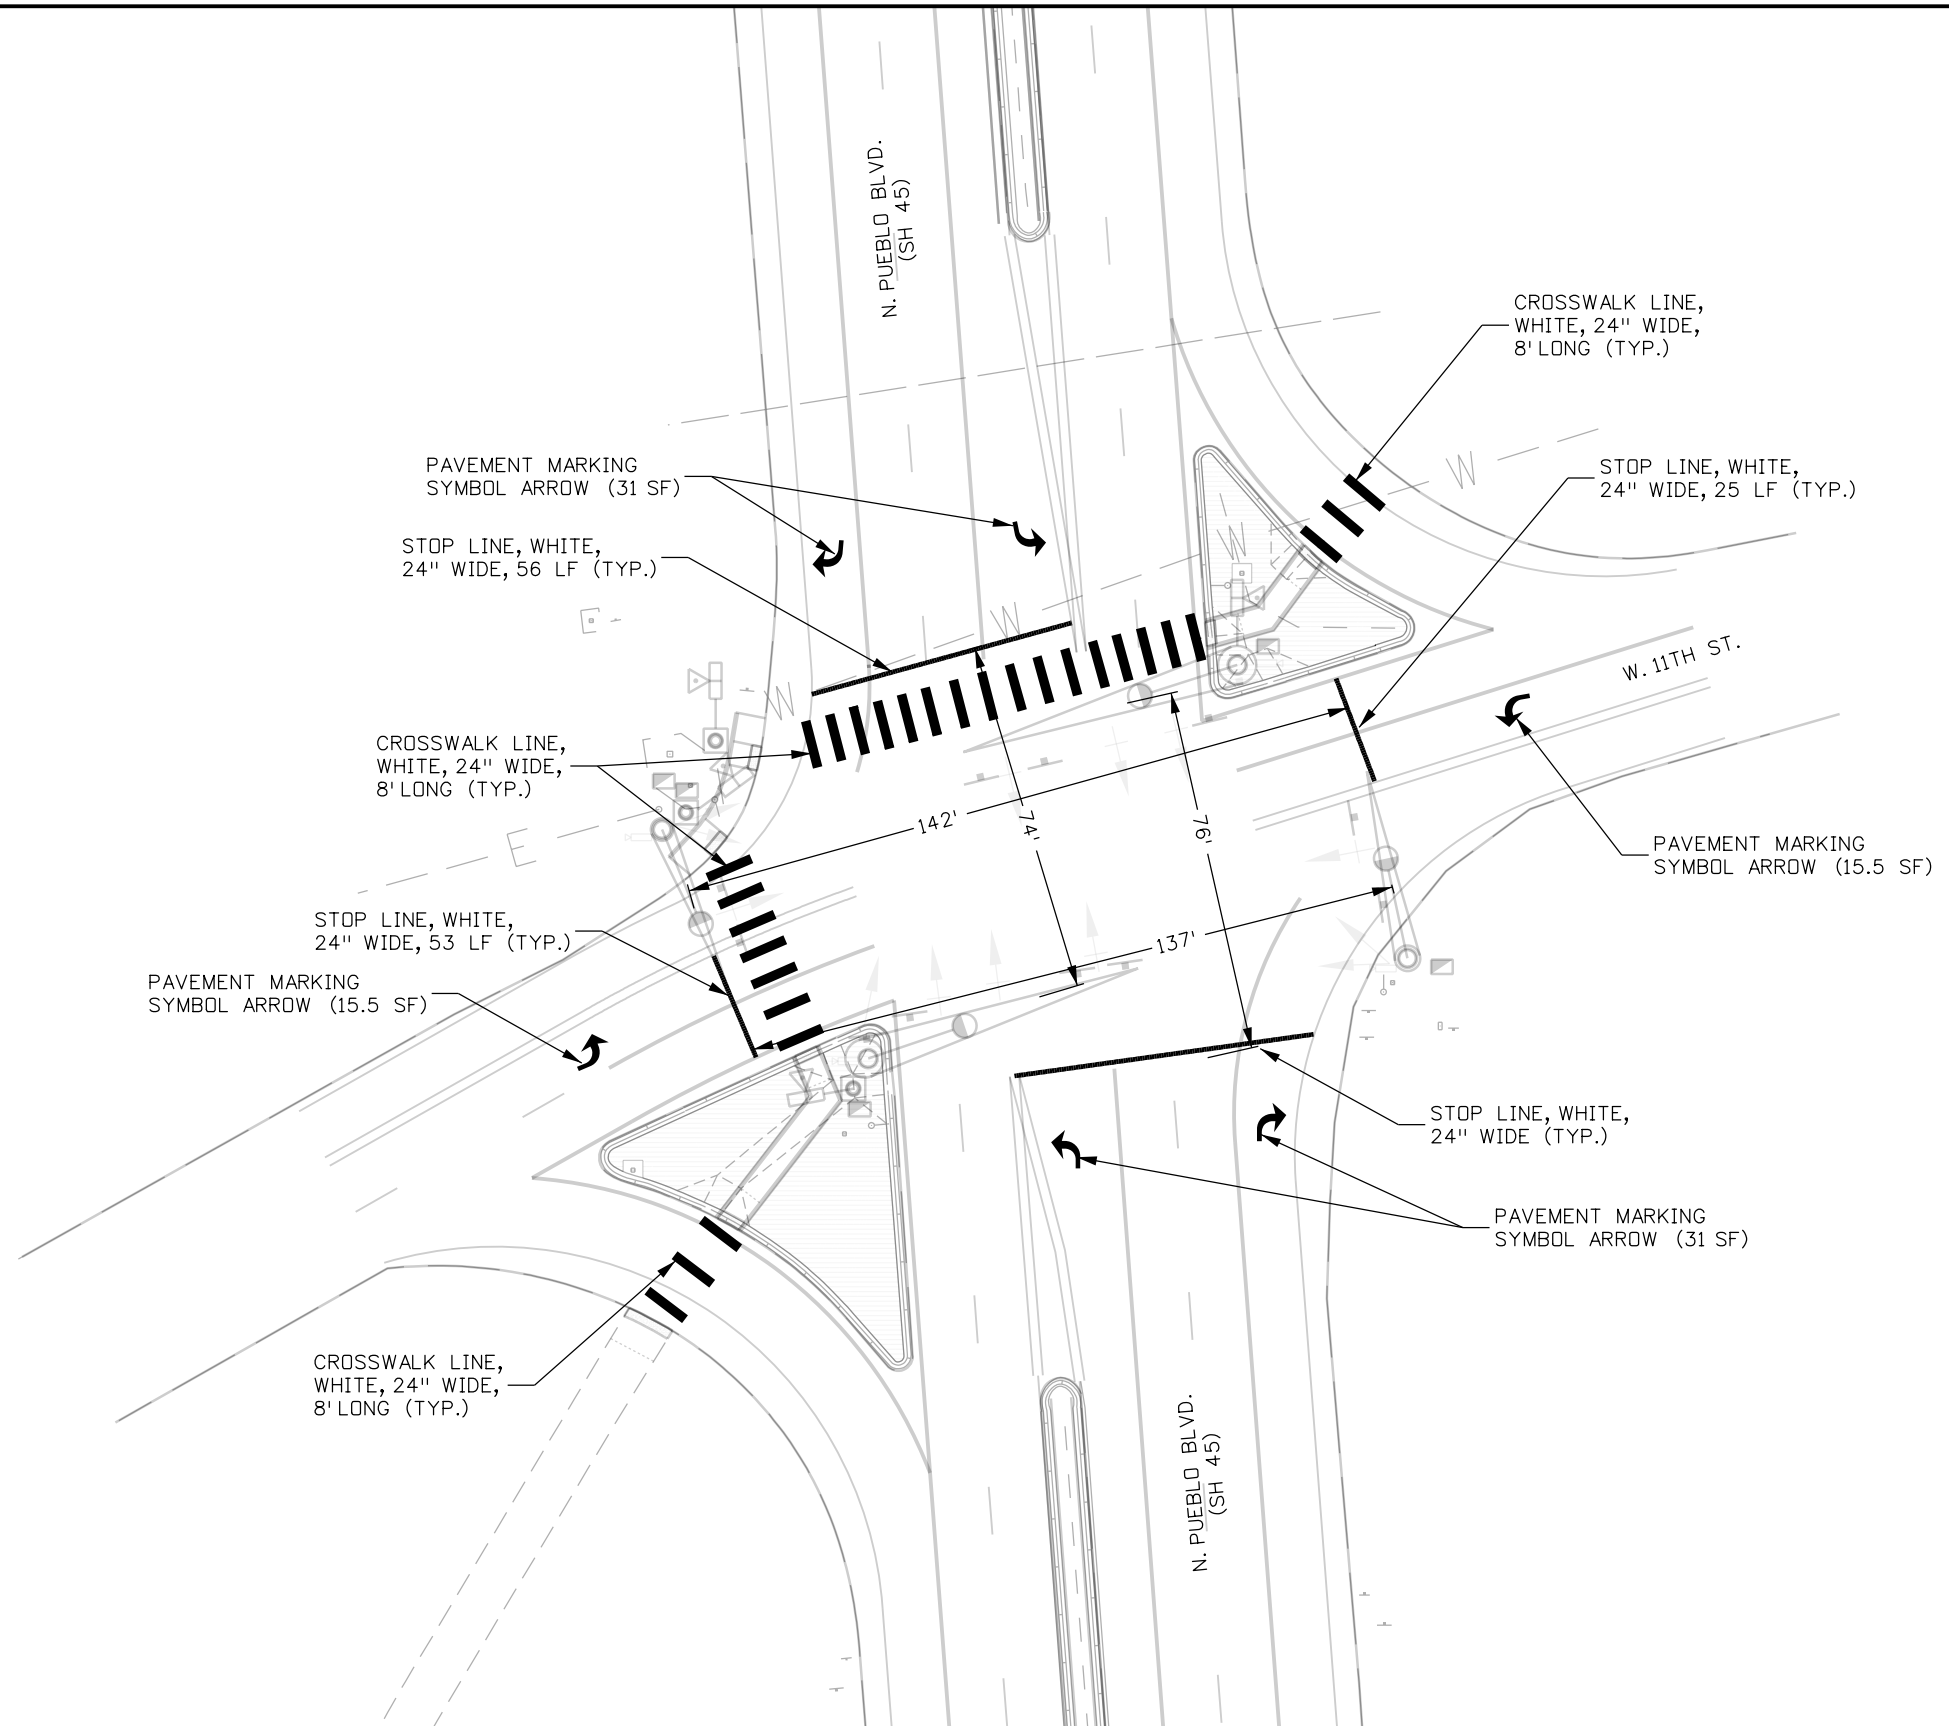 N. PUEBLO BLVD.
(SH 45)
CROSSWALK LINE,
WHITE, 24" WIDE,
8' LONG (TYP.)
PAVEMENT MARKING
SYMBOL ARROW (31 SF)
STOP LINE, WHITE,
24" WIDE, 25 LF (TYP.)
STOP LINE, WHITE,
24" WIDE, 56 LF (TYP.)
W
W
W
W
W. 11TH ST.
CROSSWALK LINE,
WHITE, 24" WIDE,
8' LONG (TYP.)
142'
74'
76'
E
PAVEMENT MARKING
SYMBOL ARROW (15.5 SF)
STOP LINE, WHITE,
24" WIDE, 53 LF (TYP.)
137'
PAVEMENT MARKING
SYMBOL ARROW (15.5 SF)
STOP LINE, WHITE,
24" WIDE (TYP.)
PAVEMENT MARKING
SYMBOL ARROW (31 SF)
CROSSWALK LINE,
WHITE, 24" WIDE,
8' LONG (TYP.)
N. PUEBLO BLVD.
(SH 45)